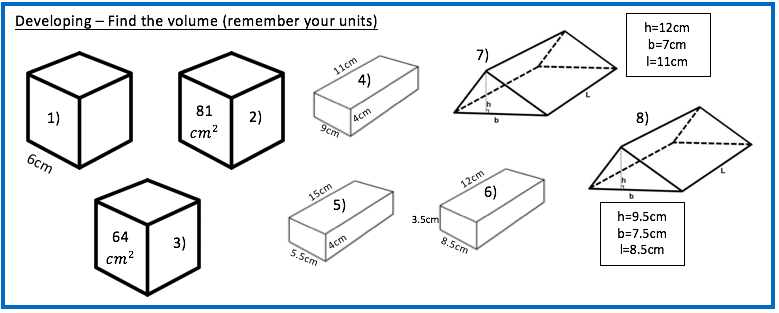 Developing – Find the volume (remember your units)
1)
6cm
81
cm²
2)
64
cm²
3)
11cm
4)
4cm
9cm
15cm
5)
4cm
5.5cm
12cm
6)
3.5cm
8.5cm
7)
h
b
L
h=12cm
b=7cm
l=11cm
8)
h
b
L
h=9.5cm
b=7.5cm
l=8.5cm